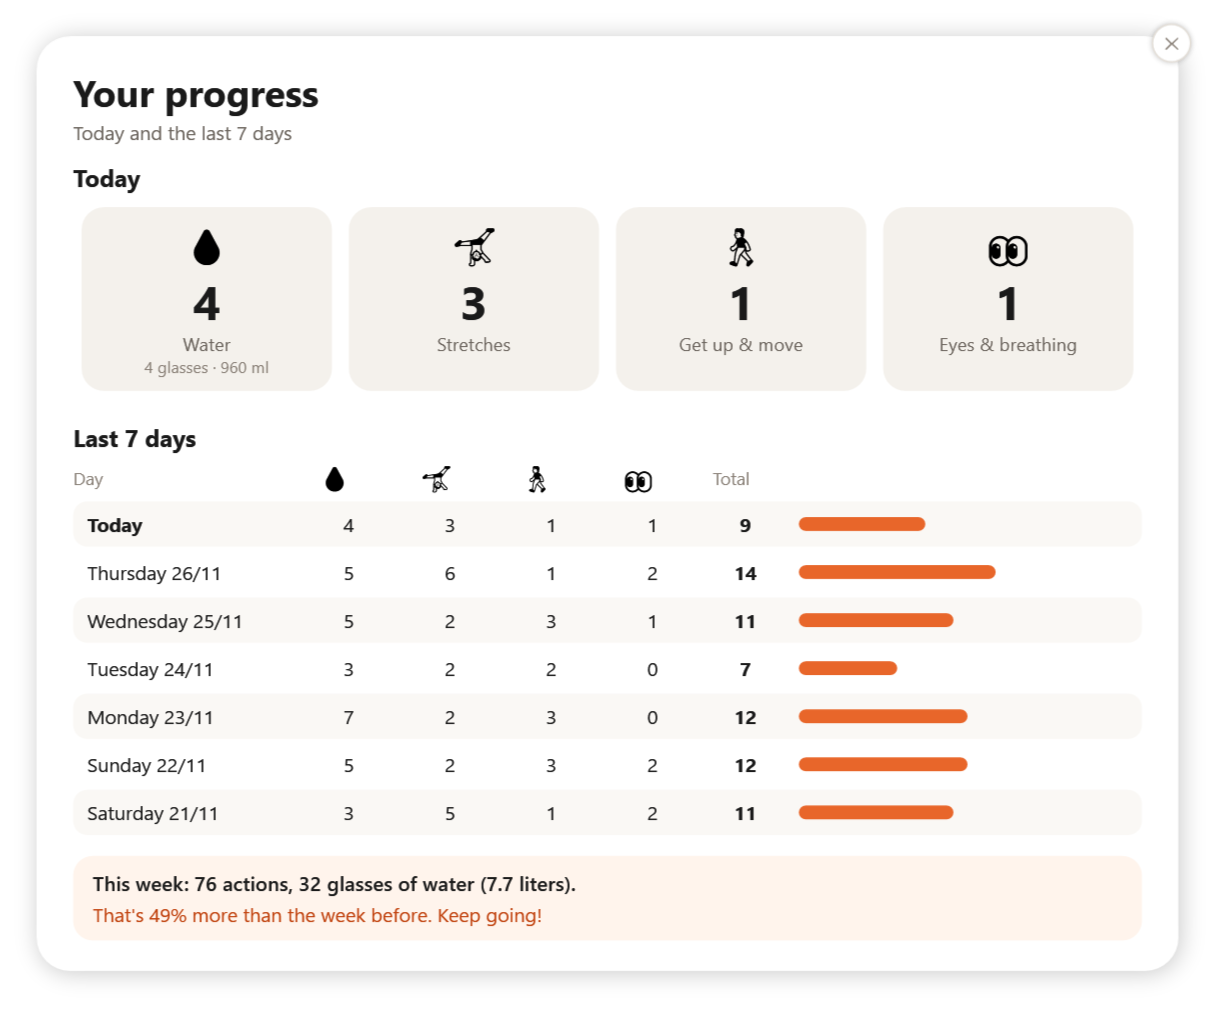 Your progress
Today and the last 7 days
Today
4
Water
4 glasses · 960 ml
3
Stretches
1
Get up & move
1
Eyes & breathing
Last 7 days
Day Total
Today 4 3 1 1 9
Thursday 26/11 5 6 1 2 14
Wednesday 25/11 5 2 3 1 11
Tuesday 24/11 3 2 2 0 7
Monday 23/11 7 2 3 0 12
Sunday 22/11 5 2 3 2 12
Saturday 21/11 3 5 1 2 11
This week: 76 actions, 32 glasses of water (7.7 liters).
That's 49% more than the week before. Keep going!